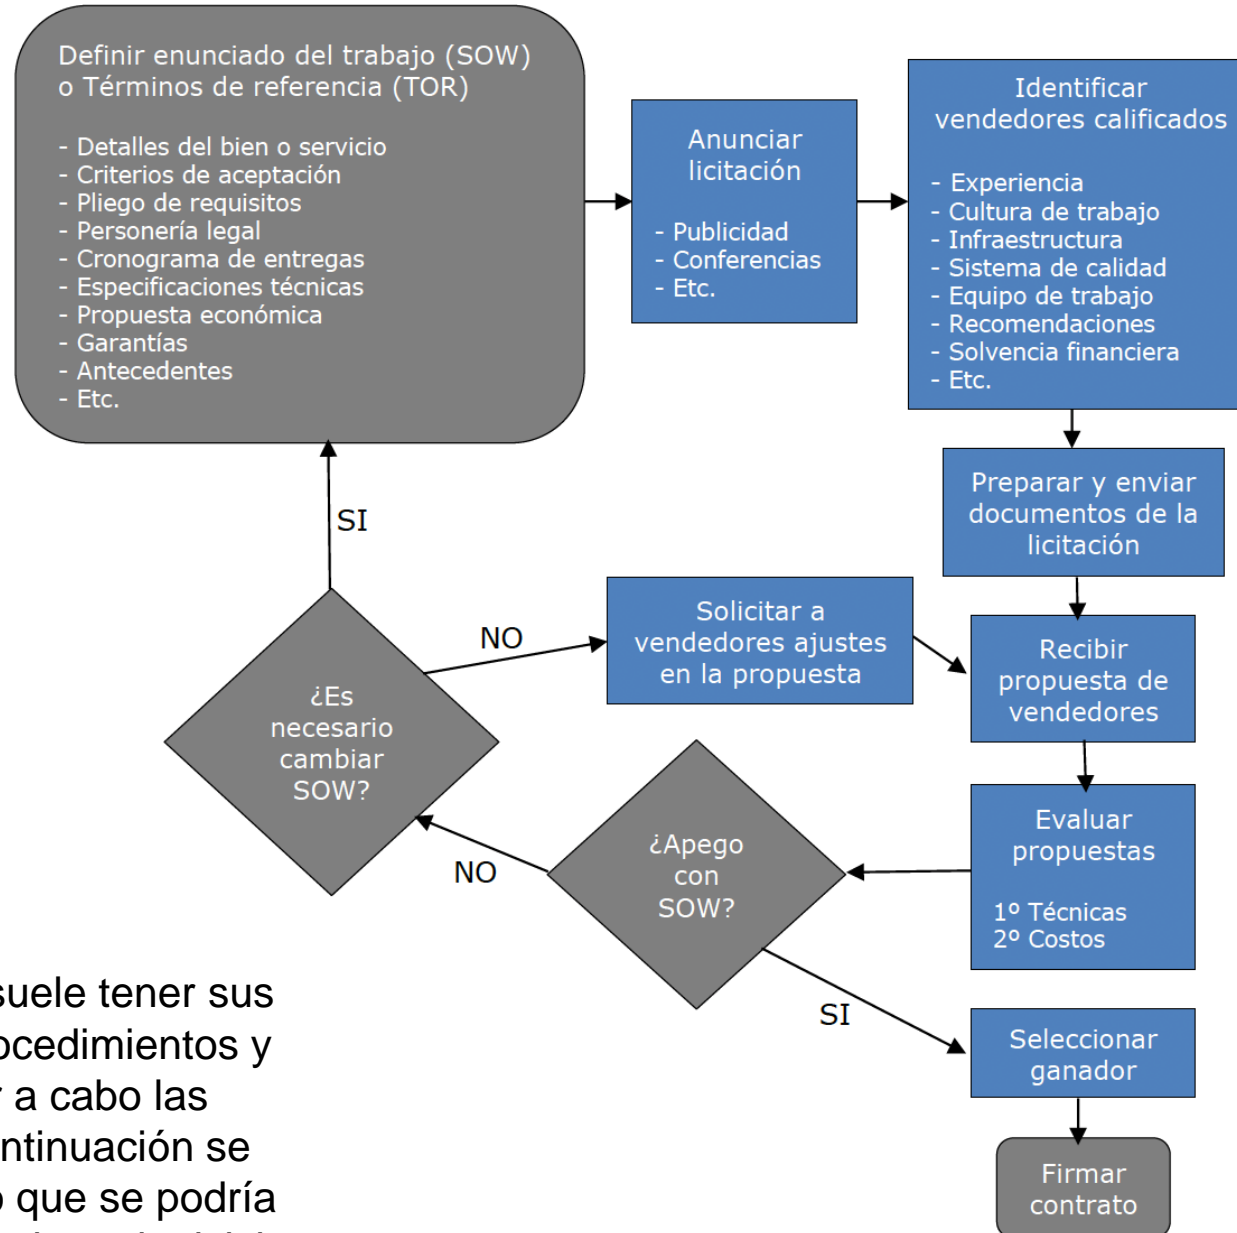 Definir enunciado del trabajo (SOW)
o Términos de referencia (TOR)
- Detalles del bien o servicio
- Criterios de aceptación
- Pliego de requisitos
- Personería legal
- Cronograma de entregas
- Especificaciones técnicas
- Propuesta económica
- Garantías
- Antecedentes
- Etc.
Anunciar
licitación
- Publicidad
- Conferencias
- Etc.
Identificar
vendedores calificados
- Experiencia
- Cultura de trabajo
- Infraestructura
- Sistema de calidad
- Equipo de trabajo
- Recomendaciones
- Solvencia financiera
- Etc.
Preparar y enviar
documentos de la
licitación
Recibir
propuesta de
vendedores
Evaluar
propuestas
1º Técnicas
2º Costos
¿Apego
con
SOW?
NO
SI
¿Es
necesario
cambiar
SOW?
SI
NO
Solicitar a
vendedores ajustes
en la propuesta
Seleccionar
ganador
Firmar
contrato
suele tener sus
ocedimientos y
r a cabo las
ntinuación se
o que se podría